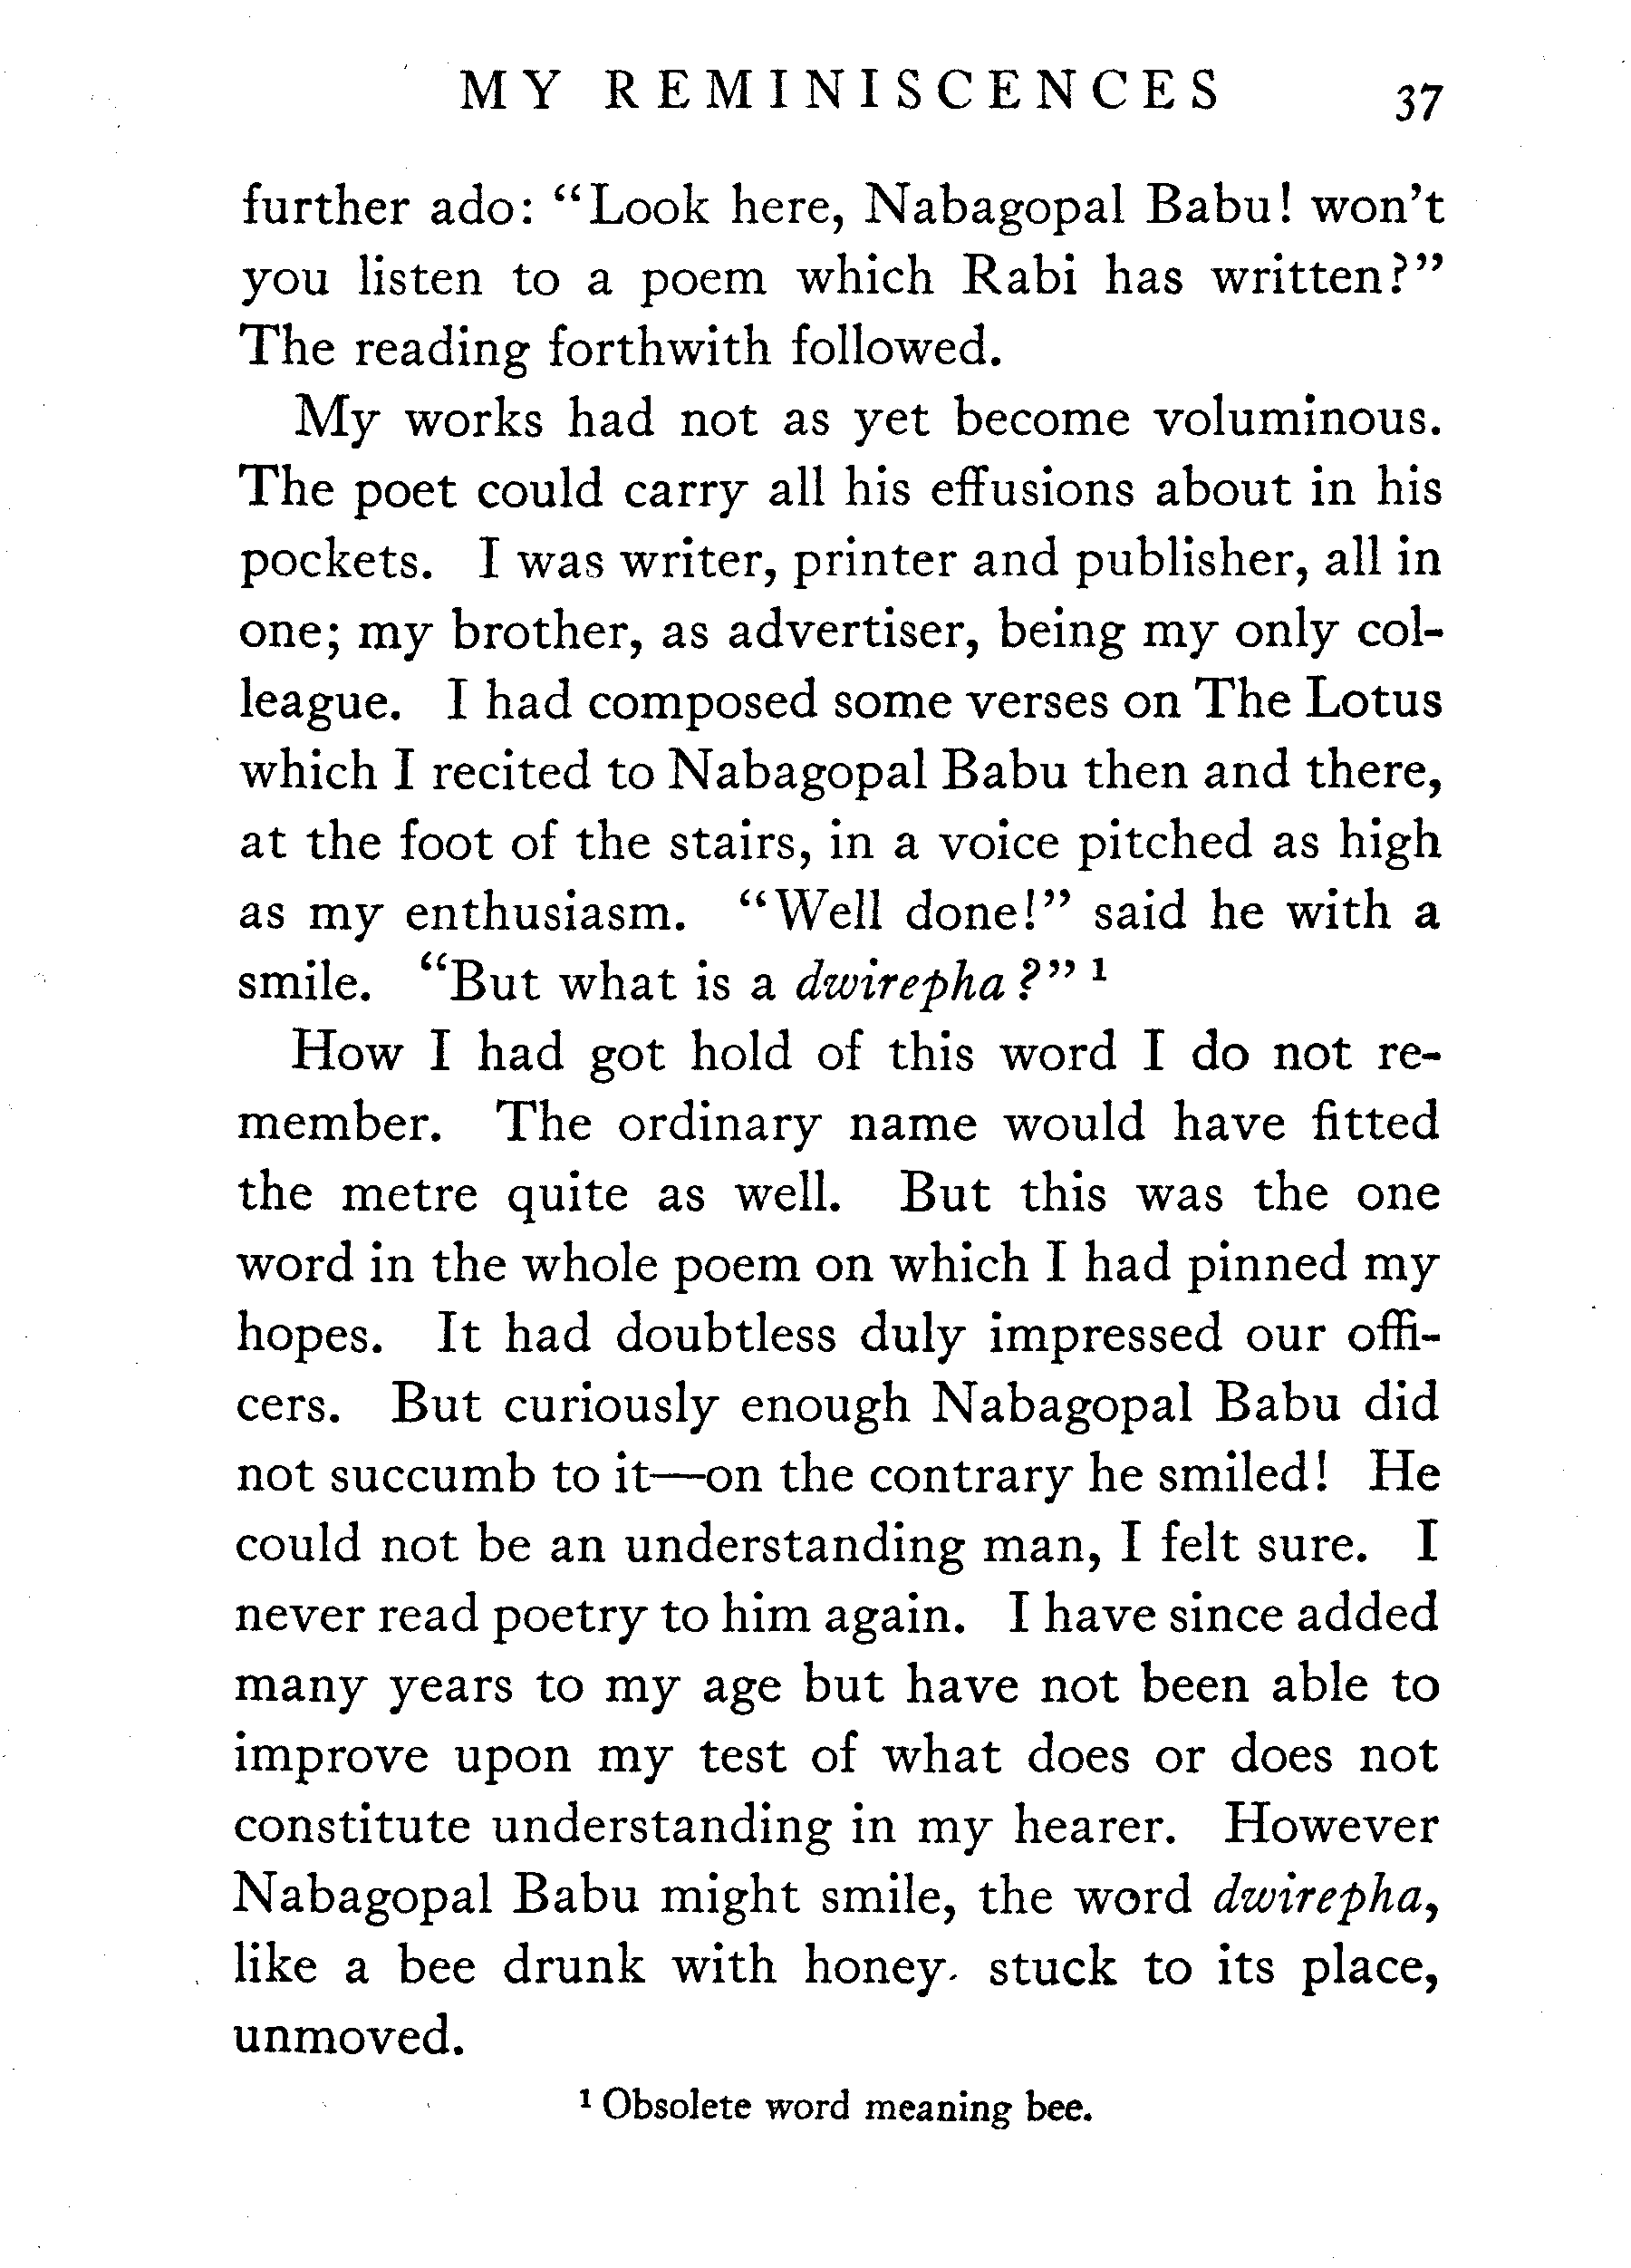 MY REMINISCENCES 37
further ado: “Look here, Nabagopal Babu! won’t
you listen to a poem which Rabi has written?”
The reading forthwith followed.
My works had not as yet become voluminous.
The poet could carry all his effusions about in his
pockets. I was writer, printer and publisher, all in
one; my brother, as advertiser, being my only col-
league. I had composed some verses on The Lotus
which I recited to Nabagopal Babu then and there,
at the foot of the stairs, in a voice pitched as high
as my enthusiasm. “Well done!” said he with a
smile. “But what is a dwirepha?” ¹
How I had got hold of this word I do not re-
member. The ordinary name would have fitted
the metre quite as well. But this was the one
word in the whole poem on which I had pinned my
hopes. It had doubtless duly impressed our offi-
cers. But curiously enough Nabagopal Babu did
not succumb to it—on the contrary he smiled! He
could not be an understanding man, I felt sure. I
never read poetry to him again. I have since added
many years to my age but have not been able to
improve upon my test of what does or does not
constitute understanding in my hearer. However
Nabagopal Babu might smile, the word dwirepha,
like a bee drunk with honey. stuck to its place,
unmoved.
¹ Obsolete word meaning bee.